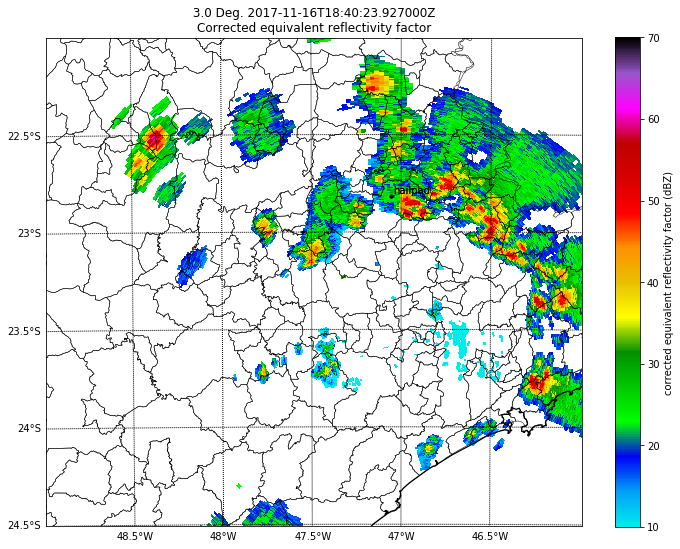 3.0 Deg. 2017-11-16T18:40:23.927000Z
Corrected equivalent reflectivity factor
hailpad
22.5°S
23°S
23.5°S
24°S
24.5°S
48.5°W
48°W
47.5°W
47°W
46.5°W
70
60
50
40
30
20
10
corrected equivalent reflectivity factor (dBZ)